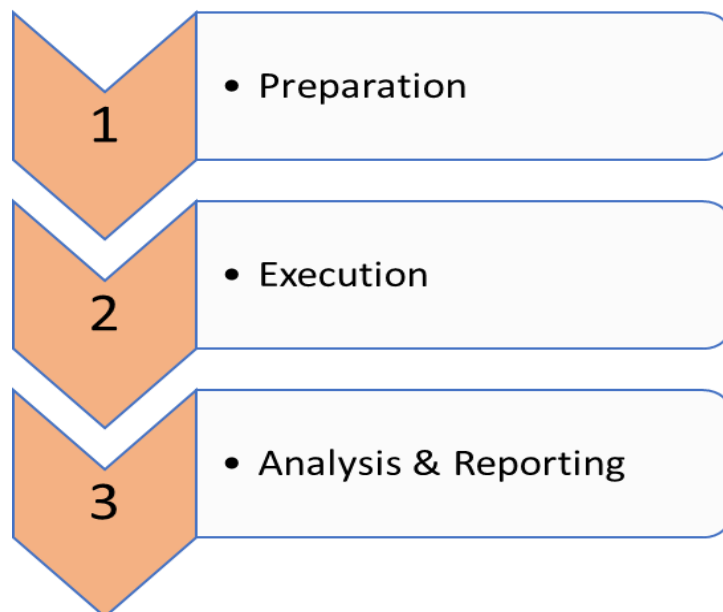 1
• Preparation
2
• Execution
3
• Analysis & Reporting